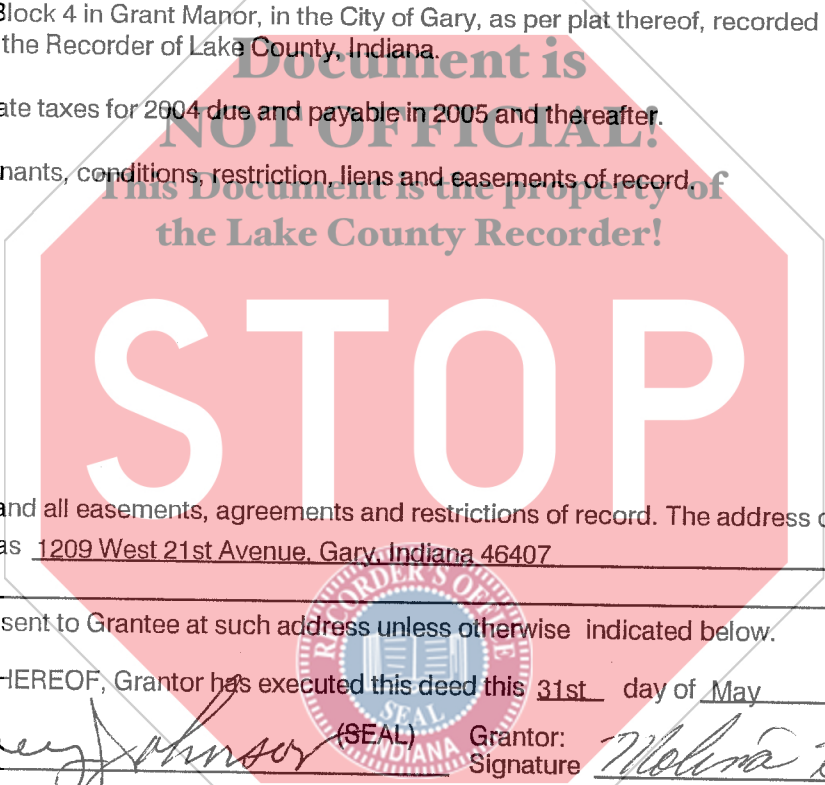 Block 4 in Grant Manor, in the City of Gary, as per plat thereof, recorded
the Recorder of Lake County, Indiana.
Document is
ate taxes for 2004 due and payable in 2005 and thereafter.
NOT OFFICIAL!
nants, conditions, restriction, liens and easements of record.
This Document is the property of
the Lake County Recorder!
STOP
and all easements, agreements and restrictions of record. The address o
as 1209 West 21st Avenue, Gary, Indiana 46407
RECORDER'S OFFICE
sent to Grantee at such address unless otherwise indicated below.
HEREOF, Grantor has executed this deed this 31st day of May
SEAL
INDIANA
ey Johnson (SEAL) Grantor:
Signature Molina